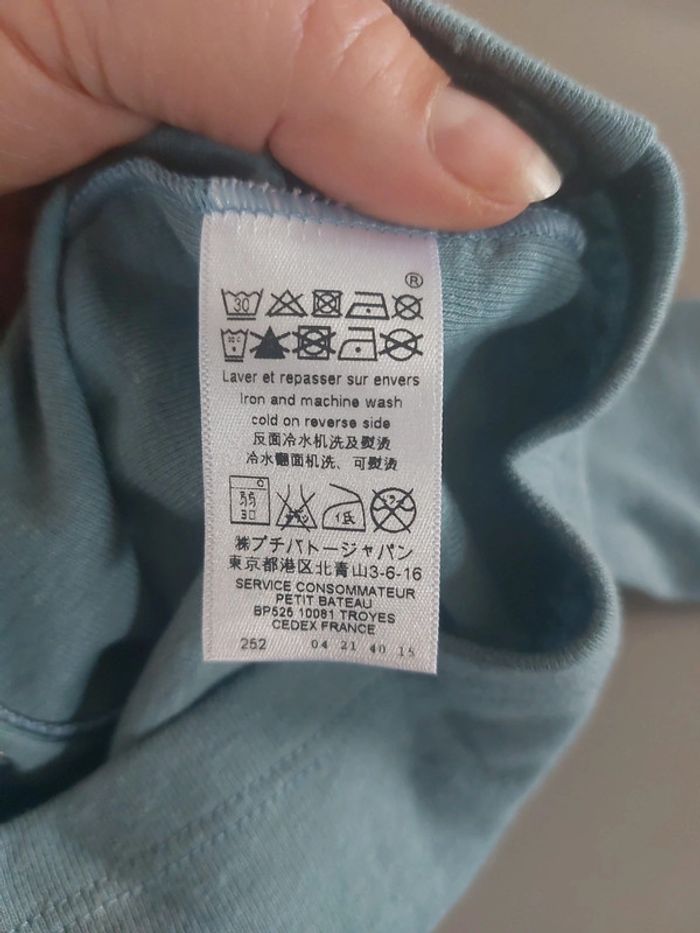 ®
30
Laver et repasser sur envers
Iron and machine wash
cold on reverse side
反面冷水机洗及熨烫
冷水翻面机洗、可熨烫
弱
30
低
㈱プチバトージャパン
東京都港区北青山3-6-16
SERVICE CONSOMMATEUR
PETIT BATEAU
BP525 10081 TROYES
CEDEX FRANCE
252 04 21 40 15